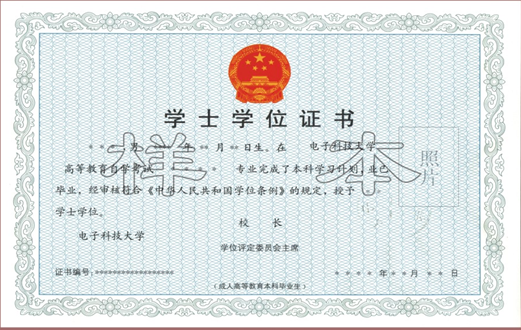 学士学位证书
* * * 男 **** 年 ** 月 ** 日生。在 电子科技大学
高等教育自学考试 * * * * 专业完成了本科学习计划,业已
毕业,经审核符合《中华人民共和国学位条例》的规定,授予 * *
学士学位。
样本
照片
校 长
电子科技大学
学位评定委员会主席
证书编号:******************
* * * * 年 * * 月 * * 日
(成人高等教育本科毕业生)